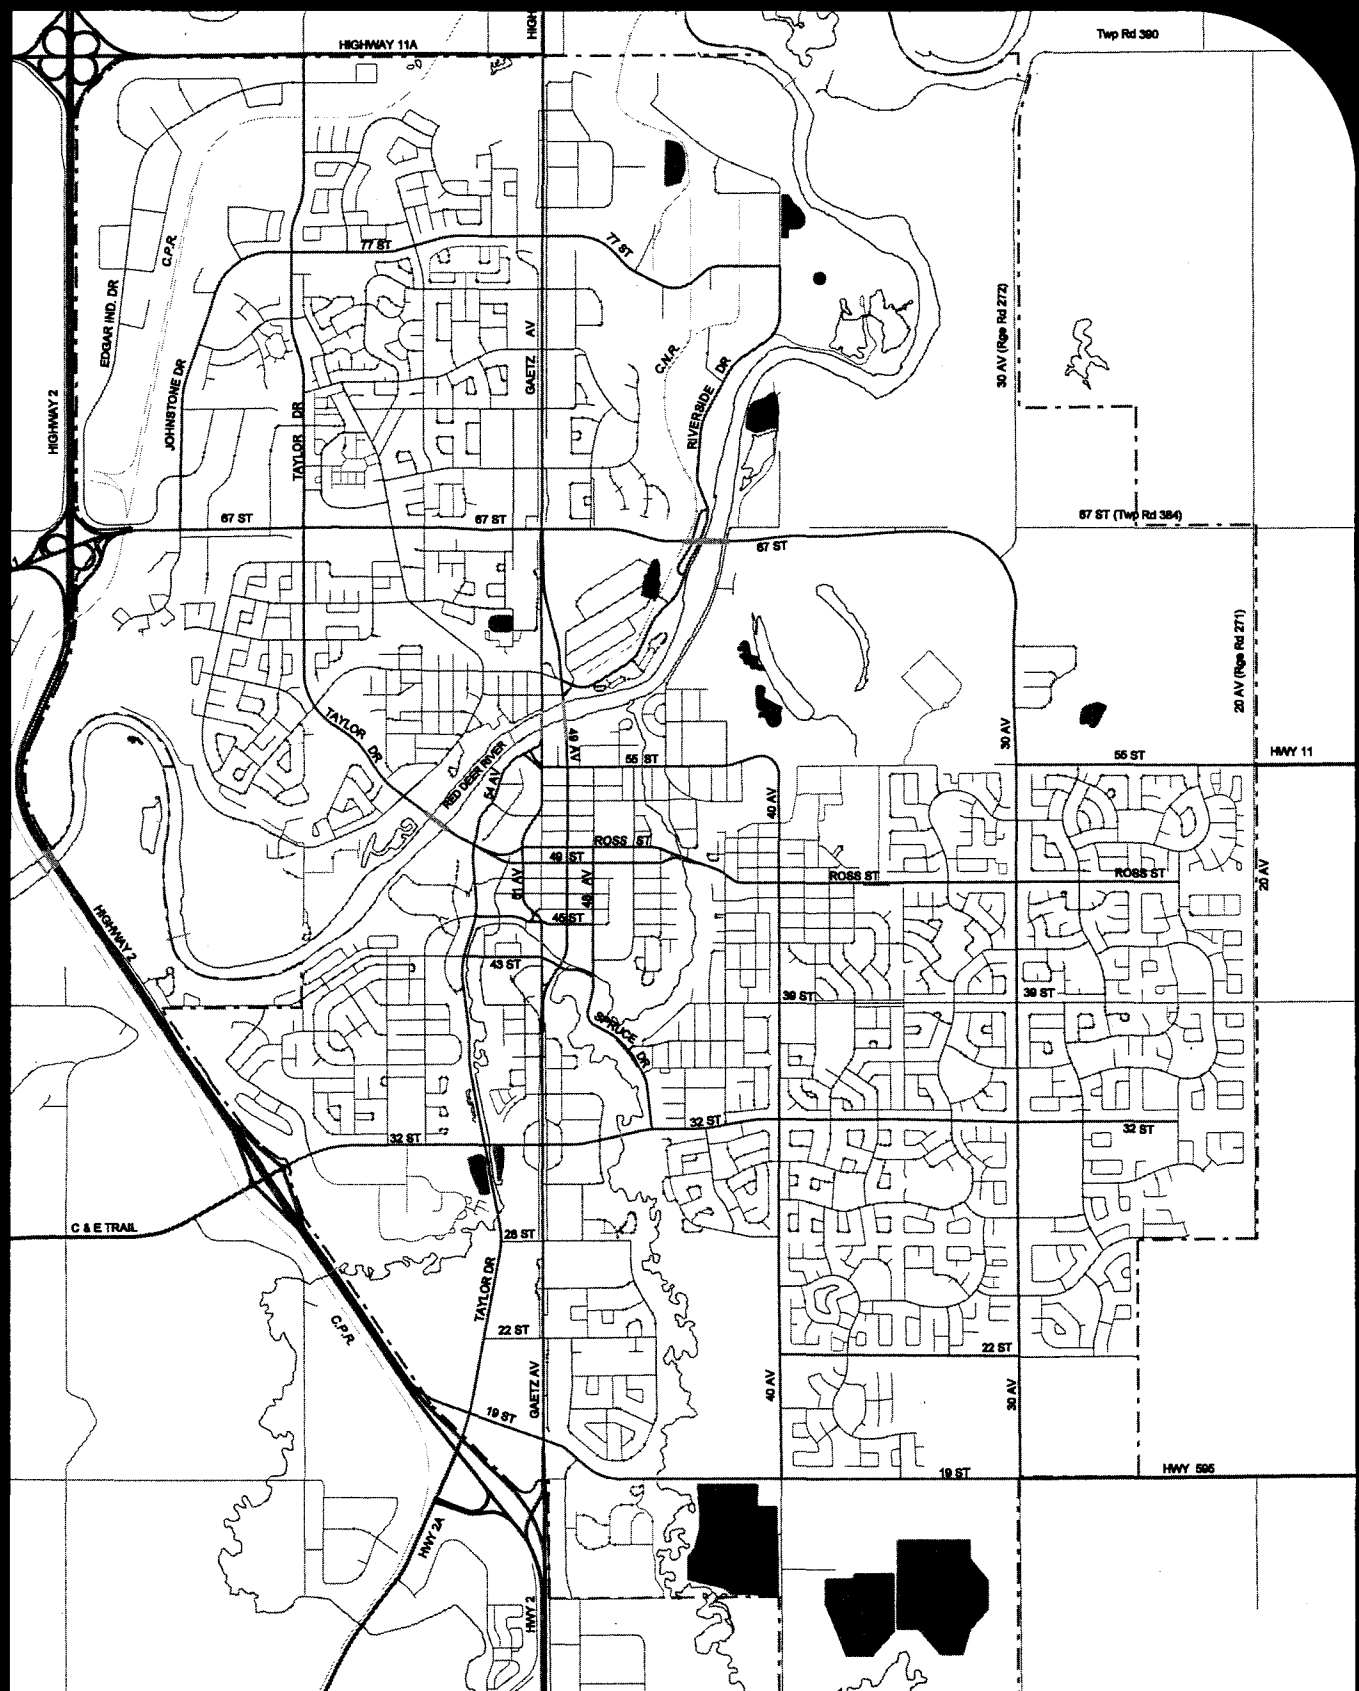 HIGHWAY 11A
HIGH
Twp Rd 390
77 ST
77 ST
C.P.R.
EDGAR IND. DR
JOHNSTONE DR
HIGHWAY 2
TAYLOR DR
GAETZ AV
C.N.R.
RIVERSIDE DR
30 AV (Rge Rd 272)
67 ST
67 ST
67 ST
67 ST (Twp Rd 384)
20 AV (Rge Rd 271)
TAYLOR DR
RED DEER RIVER
54 AV
49 AV
55 ST
30 AV
55 ST
HWY 11
40 AV
ROSS ST
49 ST
51 AV
48 AV
ROSS ST
ROSS ST
20 AV
45 ST
HIGHWAY 2
43 ST
39 ST
39 ST
SPRUCE DR
32 ST
32 ST
32 ST
C & E TRAIL
28 ST
TAYLOR DR
C.P.R.
22 ST
22 ST
GAETZ AV
40 AV
30 AV
19 ST
19 ST
HWY 595
HWY 2A
HWY 2